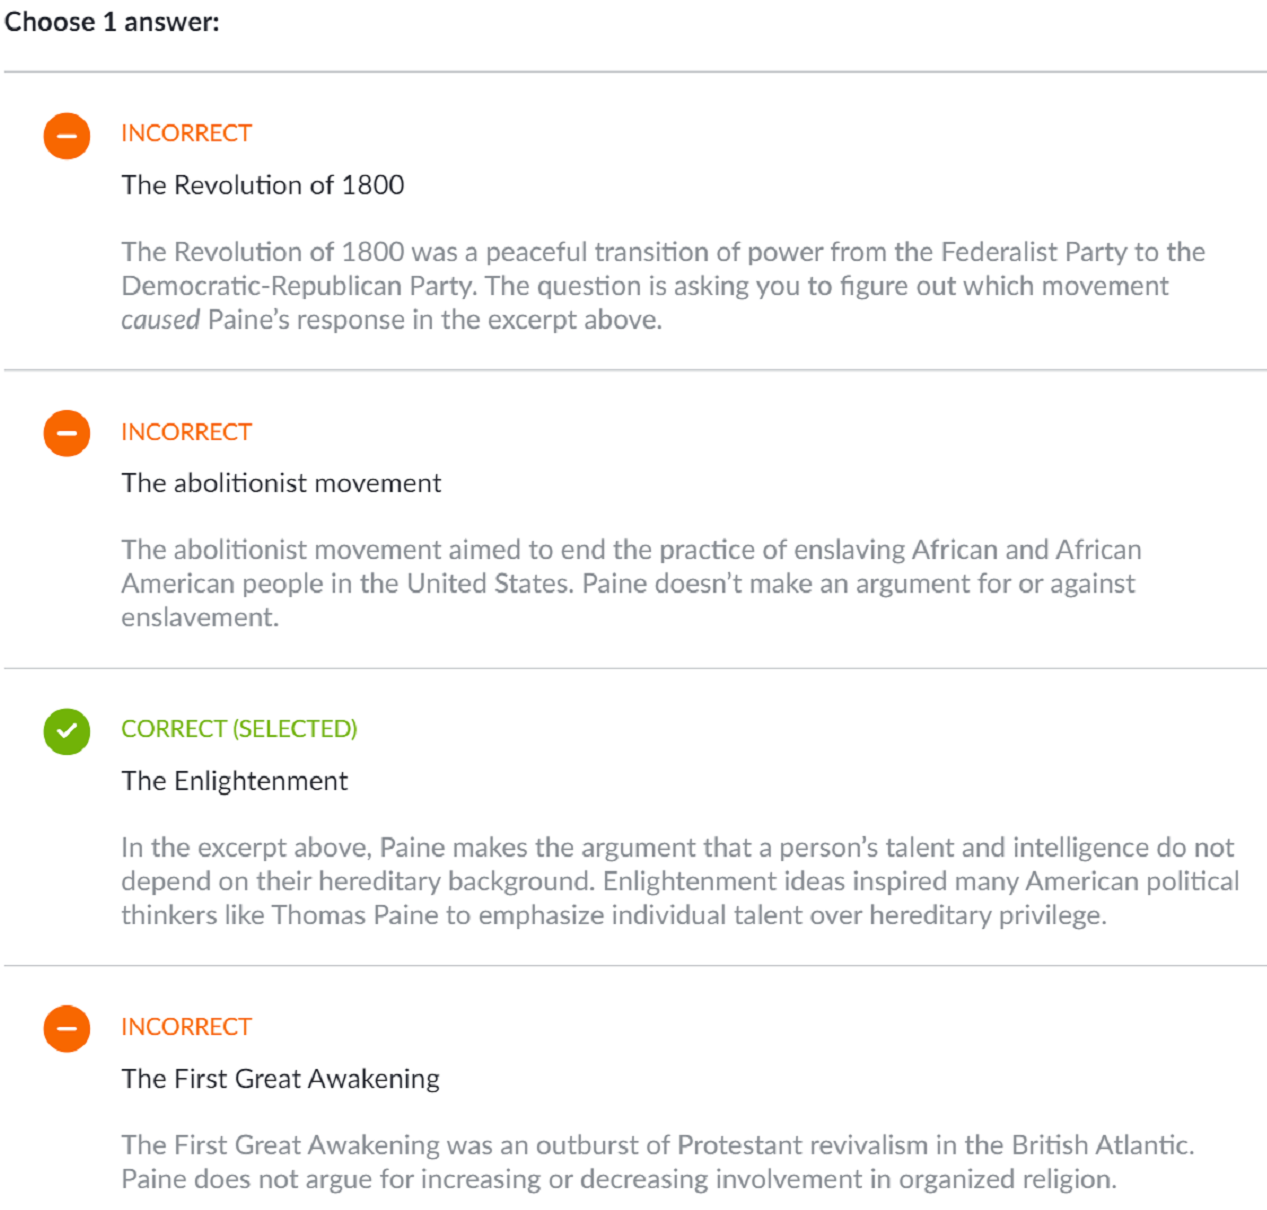 Choose 1 answer:
INCORRECT
The Revolution of 1800
The Revolution of 1800 was a peaceful transition of power from the Federalist Party to the
Democratic-Republican Party. The question is asking you to figure out which movement
caused Paine's response in the excerpt above.
INCORRECT
The abolitionist movement
The abolitionist movement aimed to end the practice of enslaving African and African
American people in the United States. Paine doesn't make an argument for or against
enslavement.
CORRECT (SELECTED)
The Enlightenment
In the excerpt above, Paine makes the argument that a person's talent and intelligence do not
depend on their hereditary background. Enlightenment ideas inspired many American political
thinkers like Thomas Paine to emphasize individual talent over hereditary privilege.
INCORRECT
The First Great Awakening
The First Great Awakening was an outburst of Protestant revivalism in the British Atlantic.
Paine does not argue for increasing or decreasing involvement in organized religion.